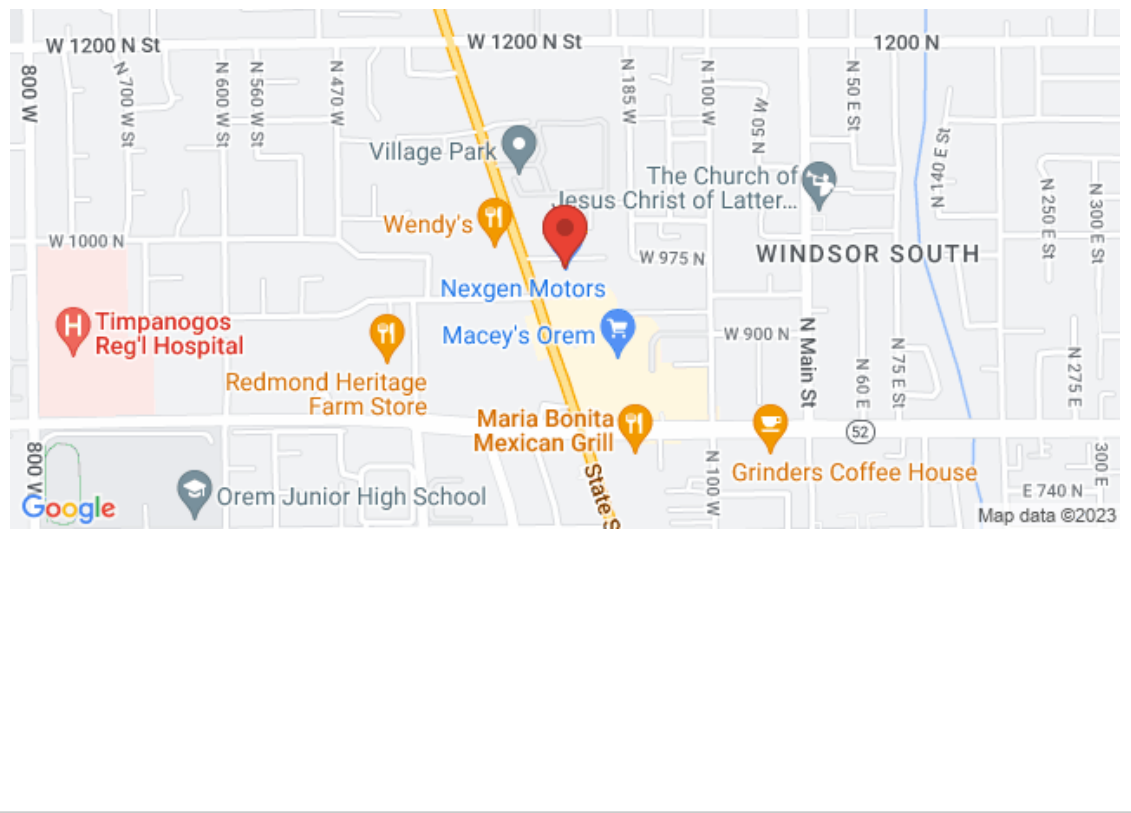 W 1200 N St
W 1200 N St
1200 N
800 W
N 700 W St
N 600 W St
N 560 W St
N 470 W
N 185 W
N 100 W
N 50 W
N 50 E St
N 140 E St
N 250 E St
N 300 E St
Village Park
The Church of
Jesus Christ of Latter...
Wendy's
W 1000 N
W 975 N
WINDSOR SOUTH
Nexgen Motors
Timpanogos
Reg'l Hospital
Macey's Orem
W 900 N
N Main St
N 60 E
N 75 E St
N 275 E
Redmond Heritage
Farm Store
Maria Bonita
Mexican Grill
52
Grinders Coffee House
800 W
Orem Junior High School
State S
N 100 W
300 E
E 740 N
Google
Map data ©2023